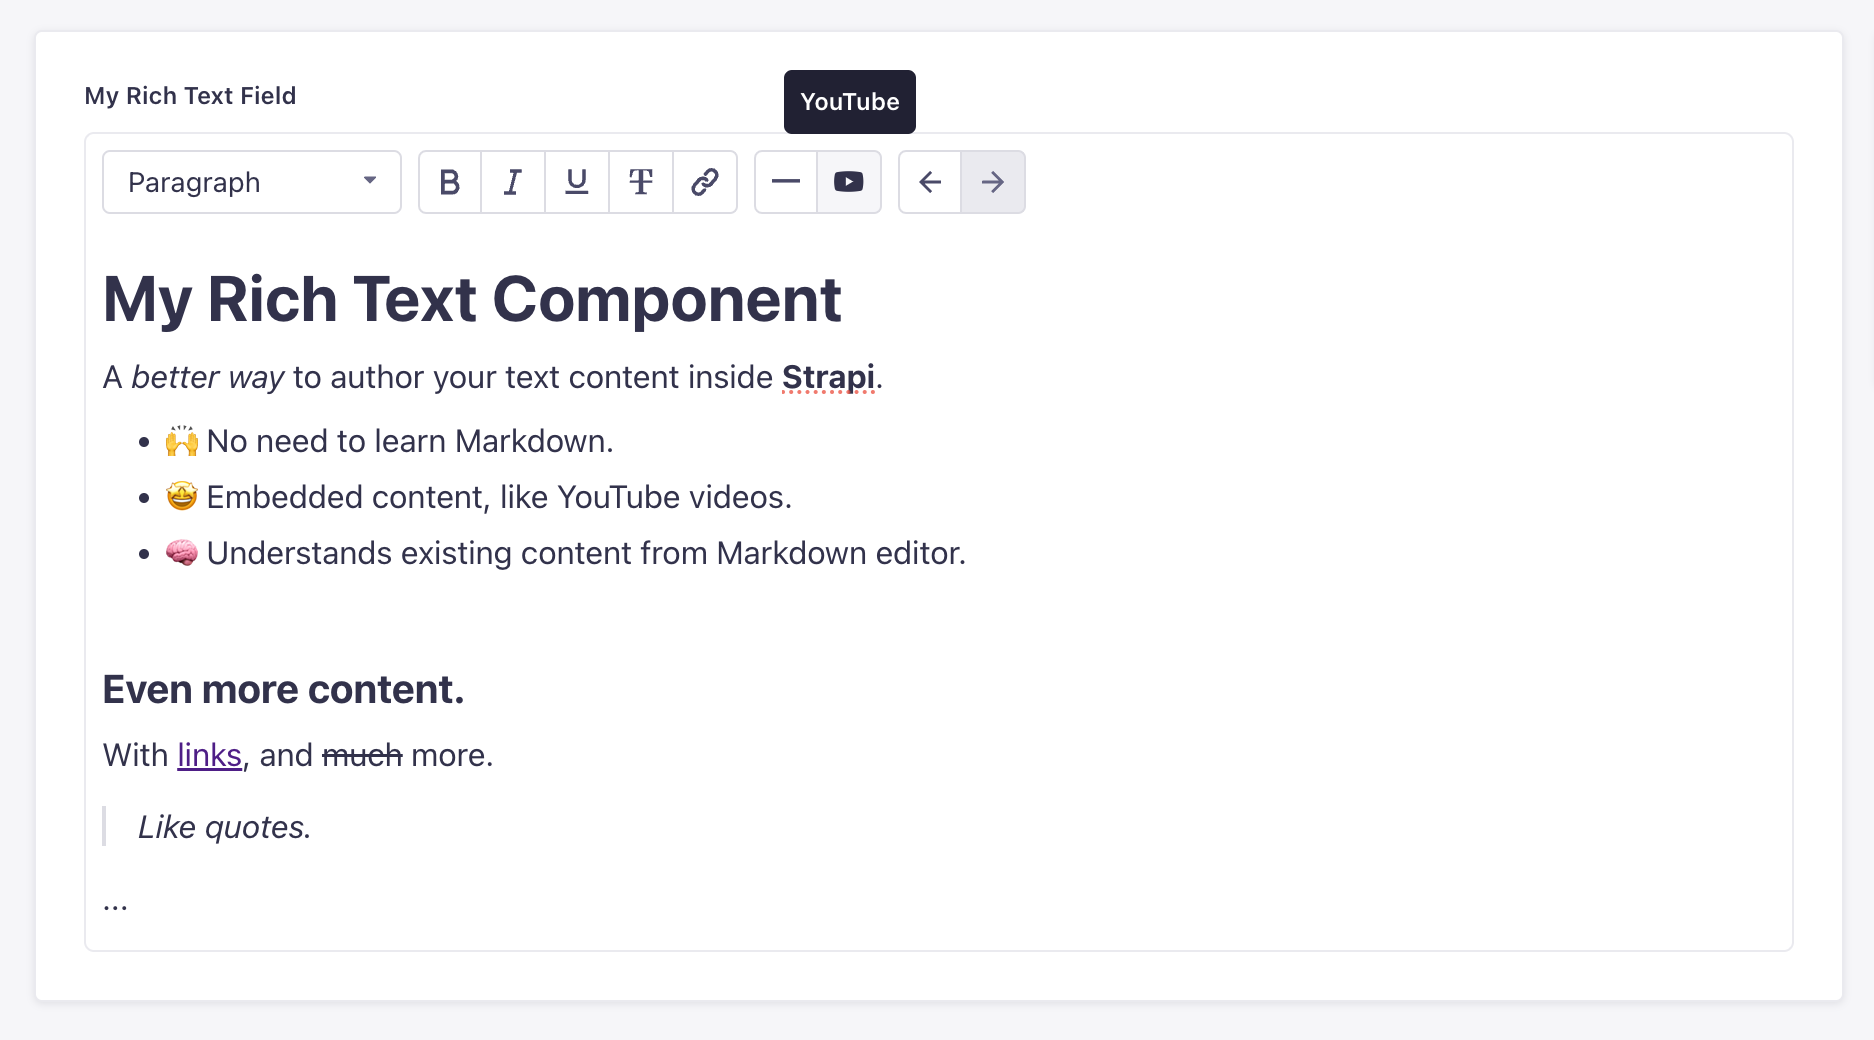 My Rich Text Field
YouTube
Paragraph
B I U T
My Rich Text Component
A better way to author your text content inside Strapi.
• 🙌 No need to learn Markdown.
• 🤩 Embedded content, like YouTube videos.
• 🧠 Understands existing content from Markdown editor.
Even more content.
With links, and much more.
Like quotes.
...